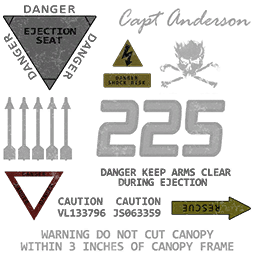 DANGER
Capt Anderson
EJECTION
SEAT
DANGER
DANGER
DANGER
SHOCK RISK
225
DANGER KEEP ARMS CLEAR
DURING EJECTION
CAUTION CAUTION
VL133796 JS063359
RESCUE
WARNING DO NOT CUT CANOPY
WITHIN 3 INCHES OF CANOPY FRAME